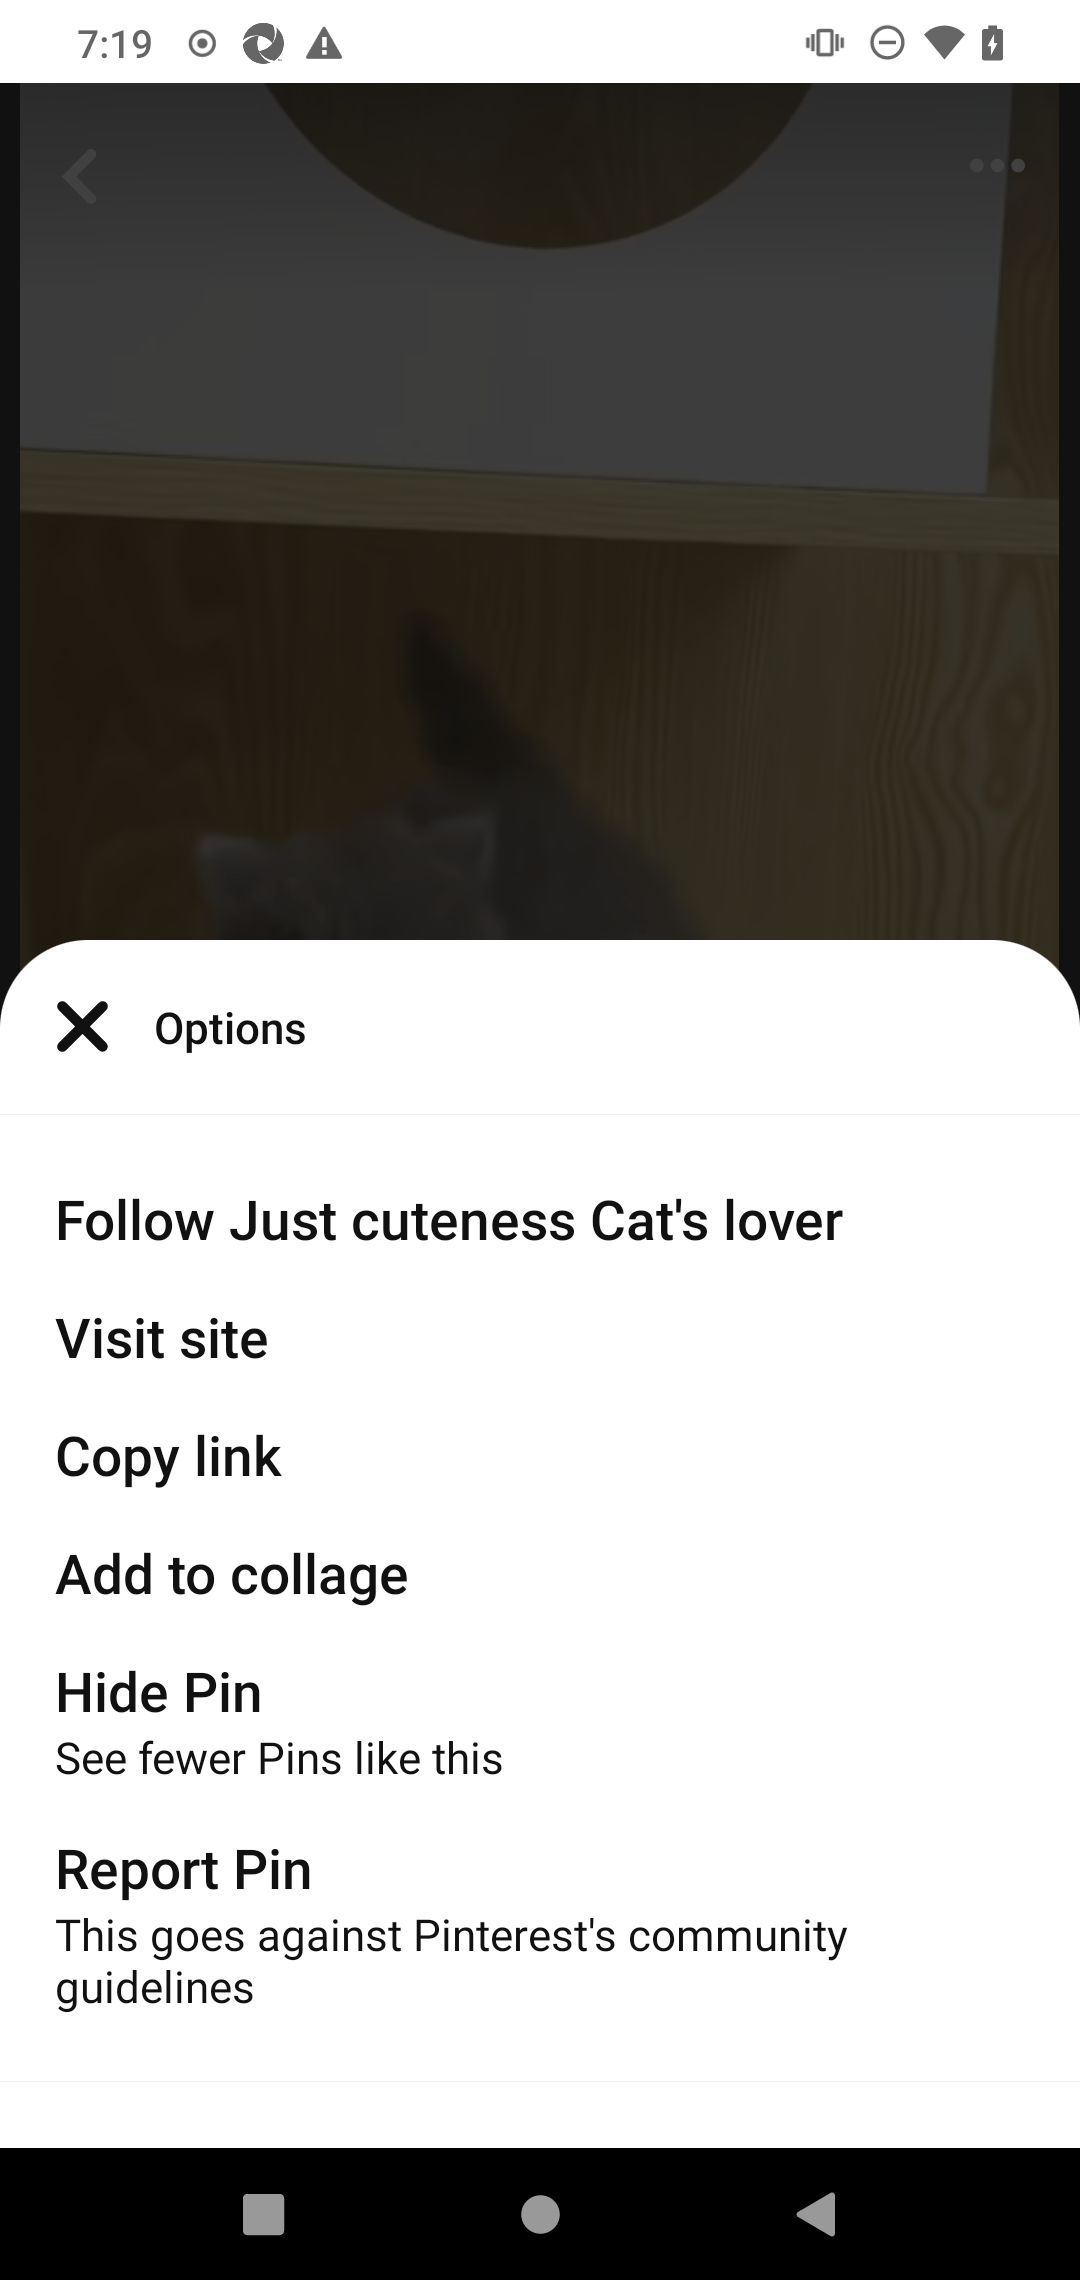 7:19
Options
Follow Just cuteness Cat's lover
Visit site
Copy link
Add to collage
Hide Pin
See fewer Pins like this
Report Pin
This goes against Pinterest's community
guidelines